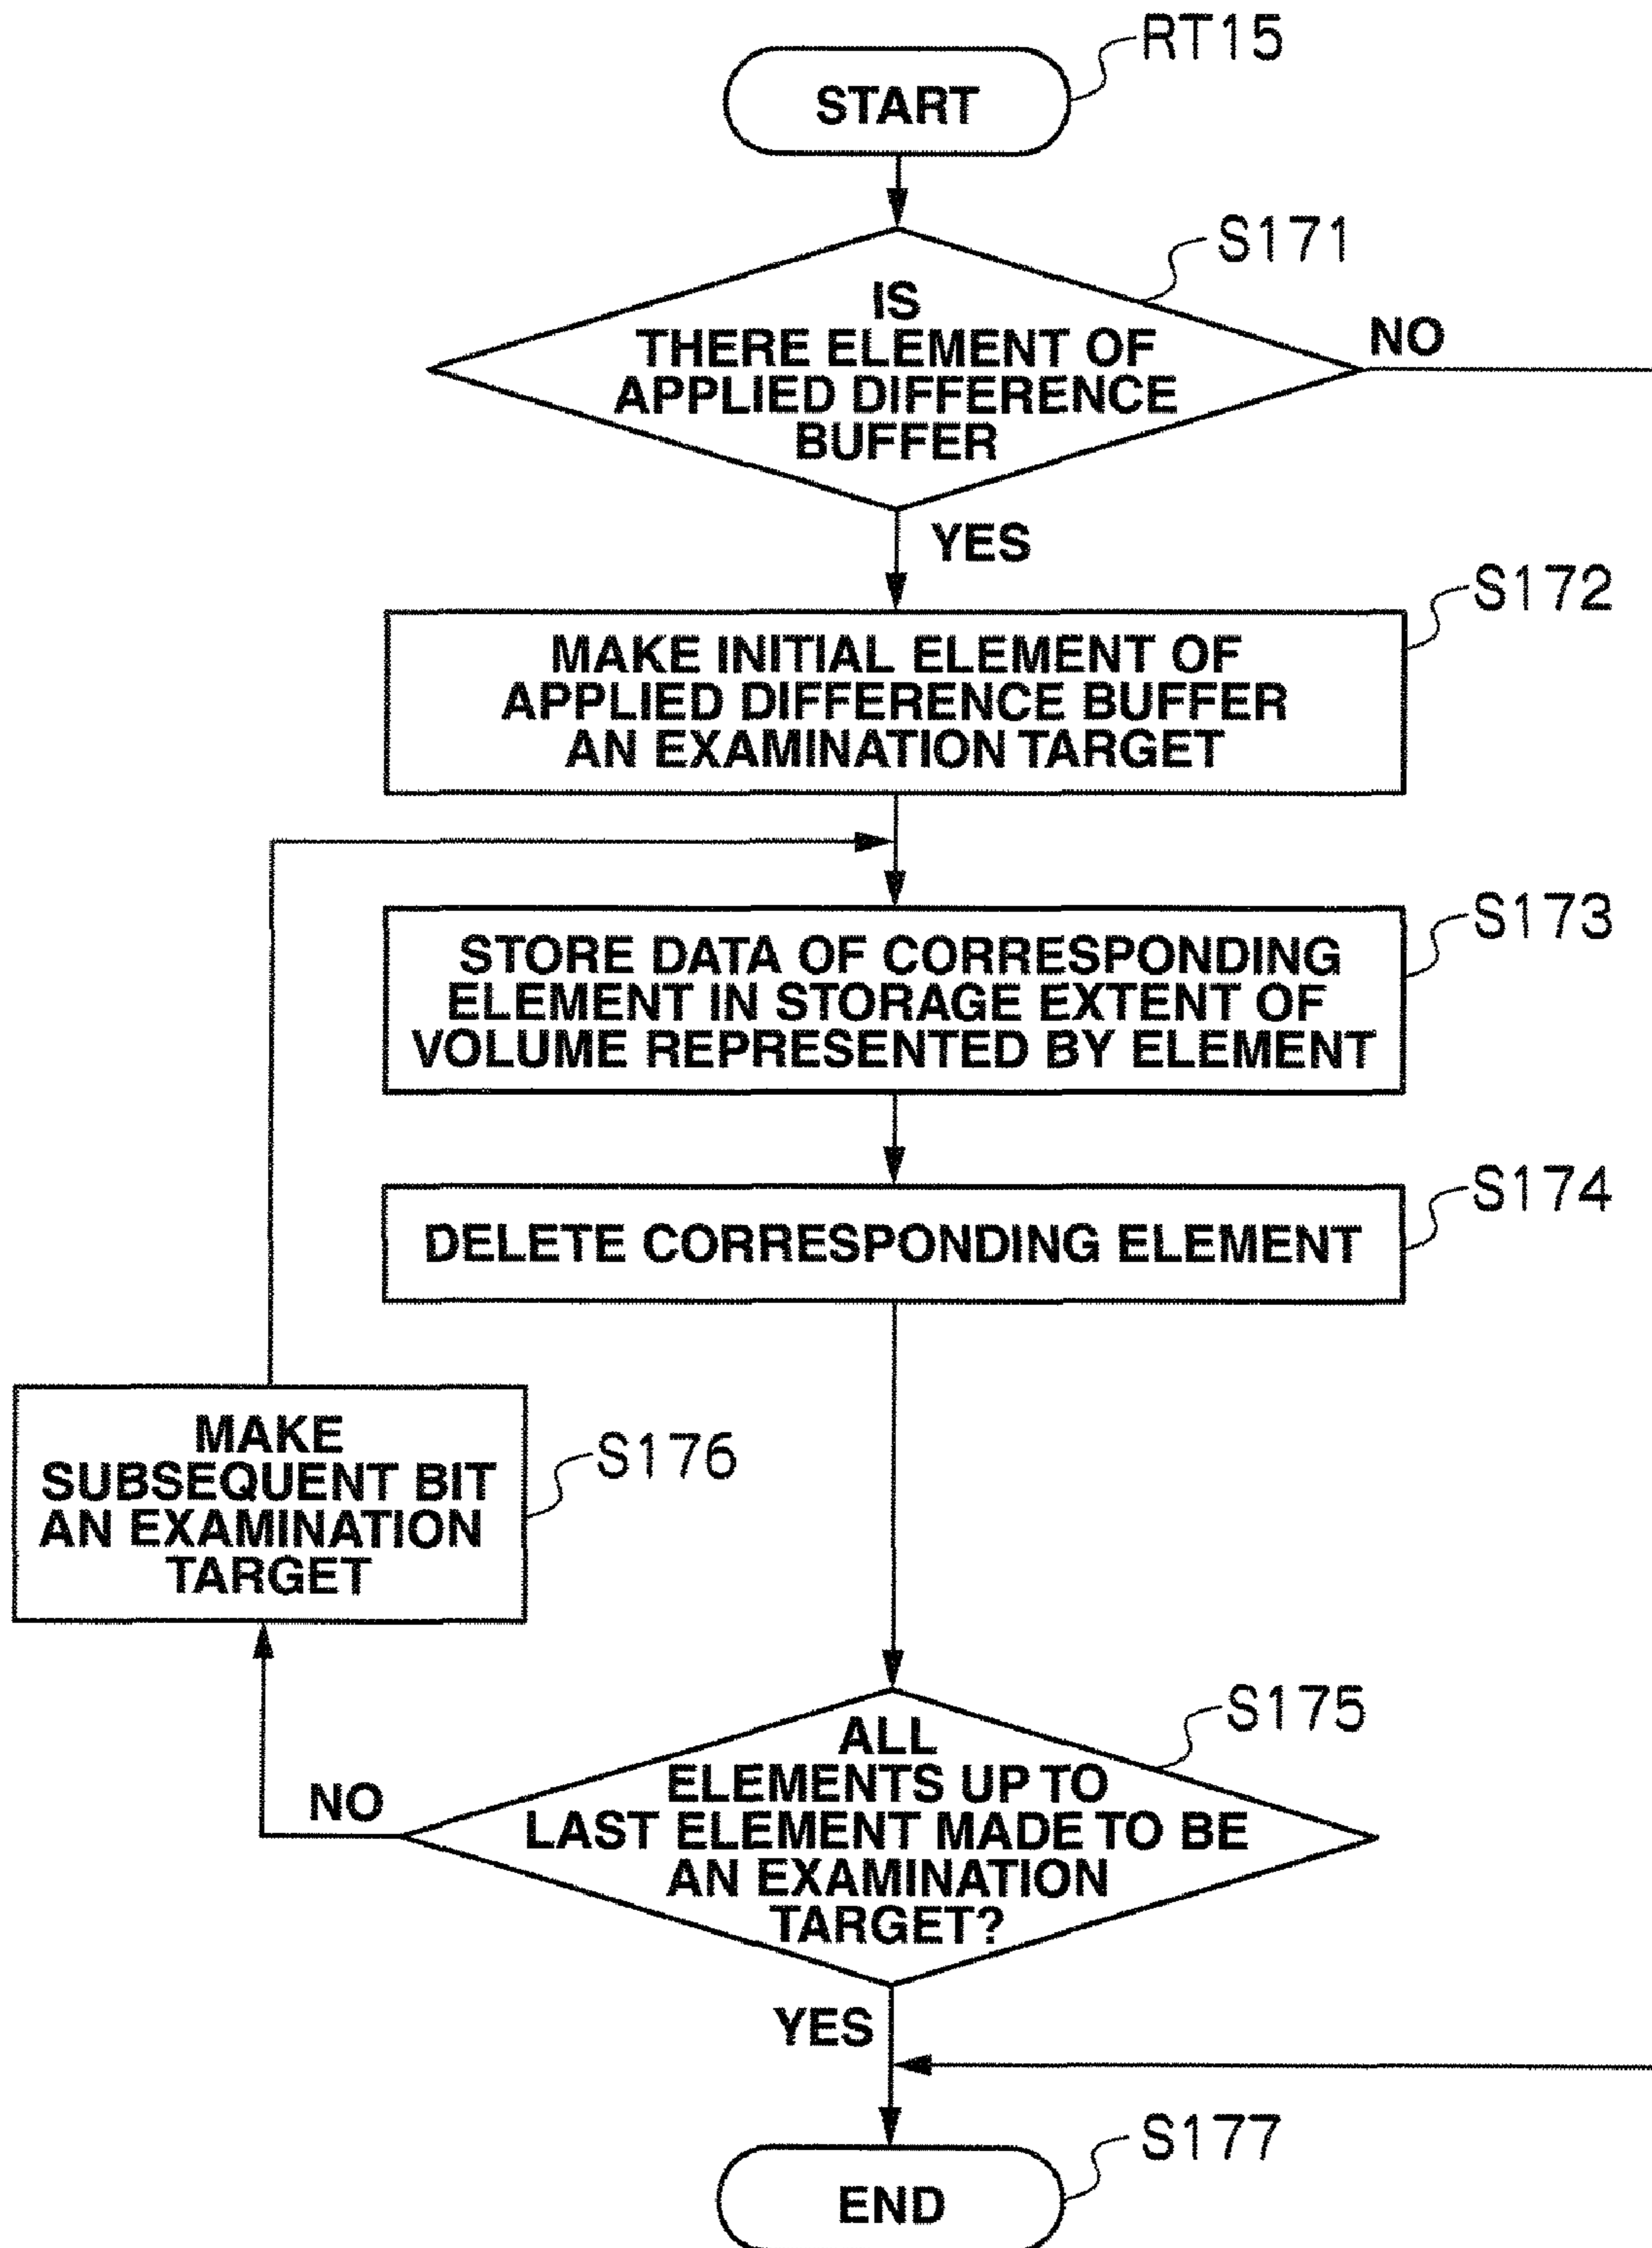 RT15
START
S171
IS
THERE ELEMENT OF
APPLIED DIFFERENCE
BUFFER
NO
YES
S172
MAKE INITIAL ELEMENT OF
APPLIED DIFFERENCE BUFFER
AN EXAMINATION TARGET
S173
STORE DATA OF CORRESPONDING
ELEMENT IN STORAGE EXTENT OF
VOLUME REPRESENTED BY ELEMENT
S174
DELETE CORRESPONDING ELEMENT
MAKE
SUBSEQUENT BIT
AN EXAMINATION
TARGET
S176
S175
ALL
ELEMENTS UP TO
LAST ELEMENT MADE TO BE
AN EXAMINATION
TARGET?
NO
YES
S177
END